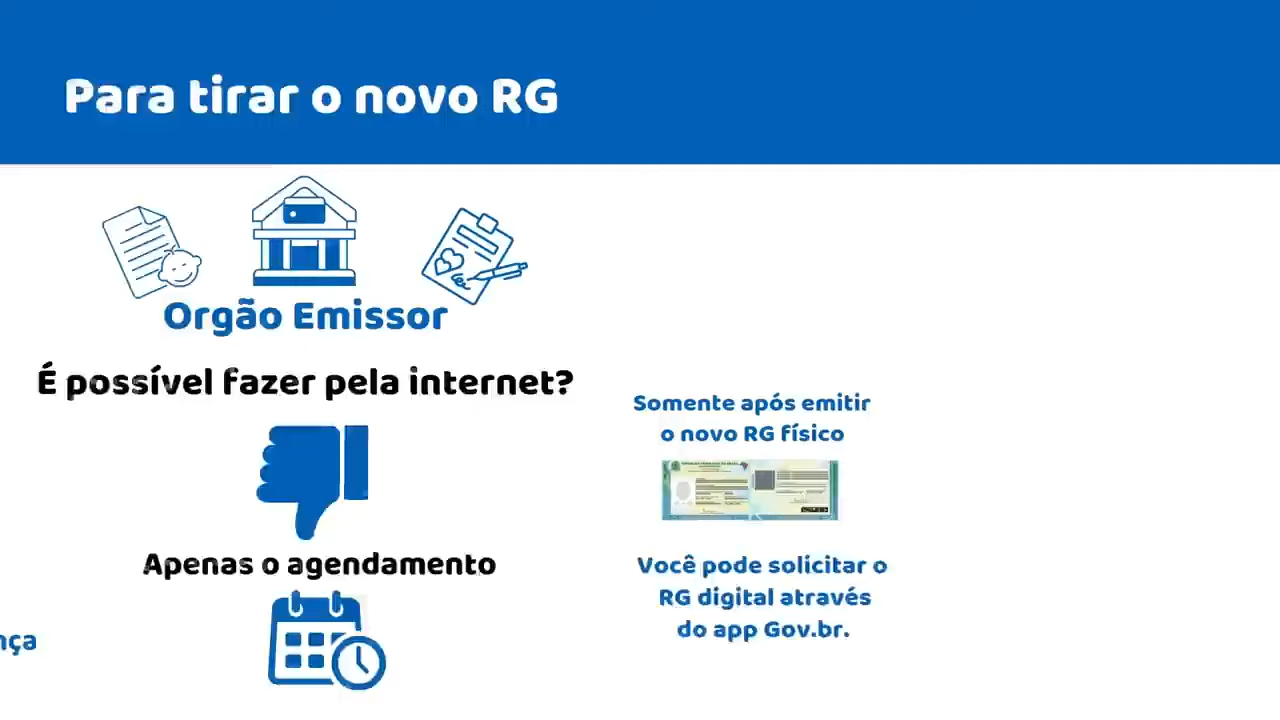 Para tirar o novo RG
Orgão Emissor
É possível fazer pela internet?
Apenas o agendamento
Somente após emitir
o novo RG físico
Você pode solicitar o
RG digital através
do app Gov.br.